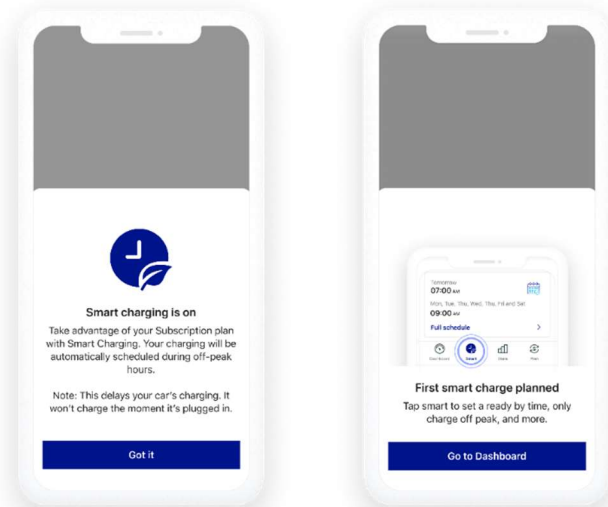 Smart charging is on
Take advantage of your Subscription plan
with Smart Charging. Your charging will be
automatically scheduled during off-peak
hours.
Note: This delays your car's charging. It
won't charge the moment it's plugged in.
Got it
Tomorrow
07:00 AM
Mon, Tue, Thu, Wed, Thu, Fri and Sat
09:00 AM
Full schedule
Smart
First smart charge planned
Tap smart to set a ready by time, only
charge off peak, and more.
Go to Dashboard